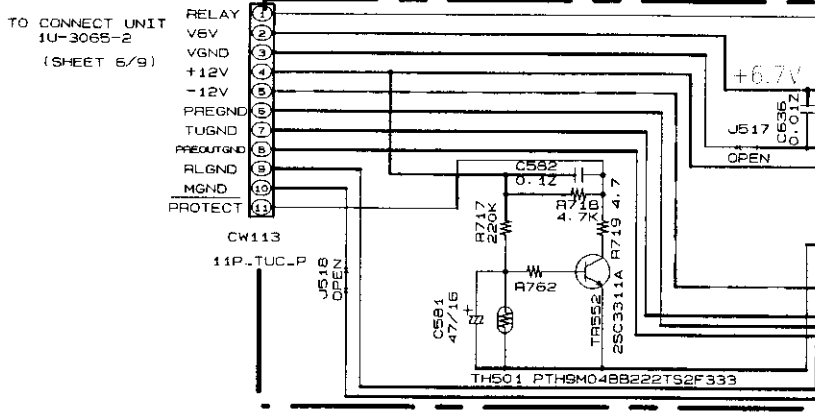 TO CONNECT UNIT
1U-3065-2
(SHEET 6/9)
RELAY 1
V6V 2
VGND 3
+12V 4
-12V 5
PREGND 6
TUGND 7
PREOUTGND 8
RLGND 9
MGND 10
PROTECT 11
CW113
11P-TUC-P
J518
OPEN
+6.7V
C636
0.01Z
J517
OPEN
C582
0.1Z
R718
4.7K
R717
220K
R719 4.7
R762
C581
47/16
+
TR552
2SC3311A
TH501 PTH9M04BB222TS2F333